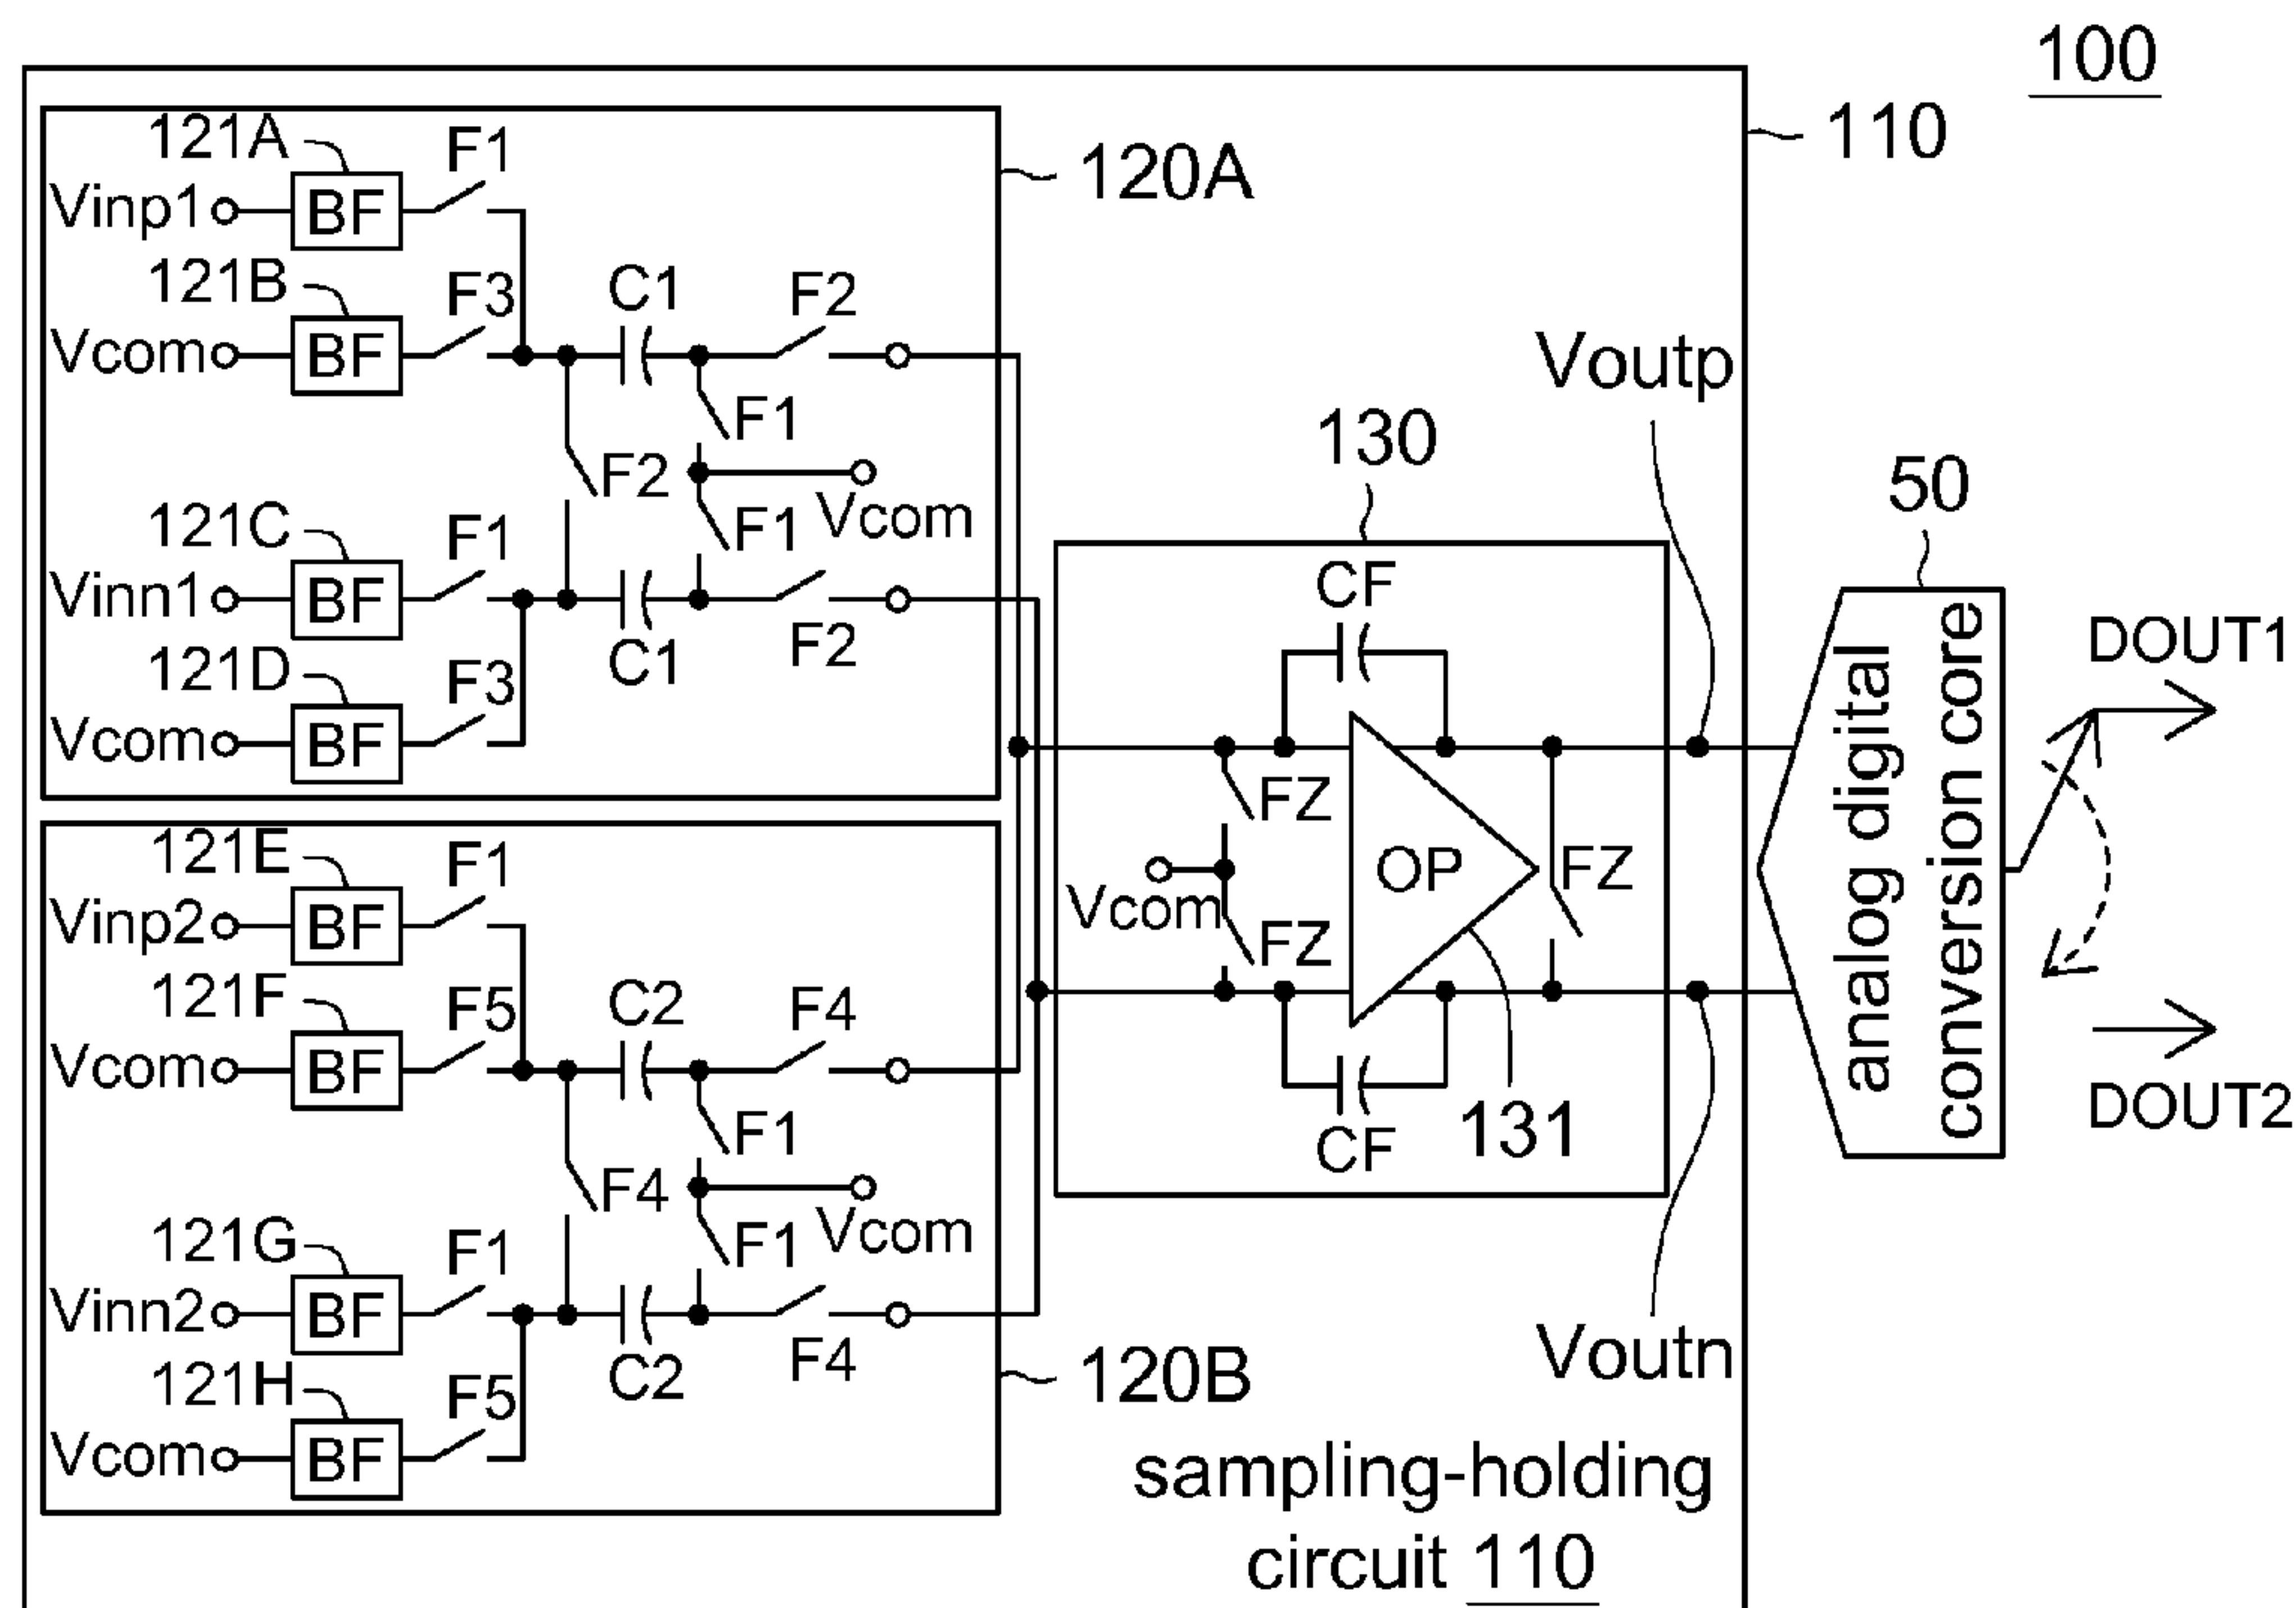 100
110
121A
F1
120A
Vinp1
BF
121B
F3
C1
F2
Vcom
BF
Voutp
F1
130
F2
Vcom
50
121C
F1
F1
Vinn1
BF
CF
DOUT1
121D
F3
C1
F2
Vcom
BF
analog digital
conversion core
FZ
121E
F1
OP
FZ
Vinp2
BF
Vcom
FZ
121F
F5
C2
F4
Vcom
BF
DOUT2
F1
CF
131
F4
Vcom
121G
F1
F1
Vinn2
BF
Voutn
121H
F5
C2
F4
120B
Vcom
BF
sampling-holding
circuit 110